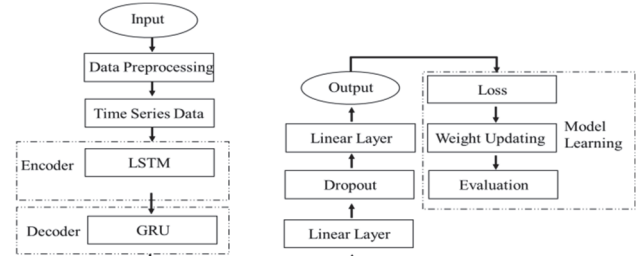 Input
Data Preprocessing
Time Series Data
Encoder
LSTM
Decoder
GRU
Output
Linear Layer
Dropout
Linear Layer
Loss
Weight Updating
Evaluation
Model
Learning